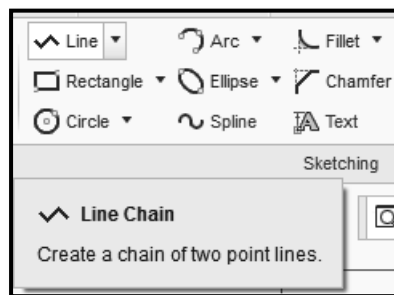 Line Arc Fillet
Rectangle Ellipse Chamfer
Circle Spline Text
Sketching
Line Chain
Create a chain of two point lines.